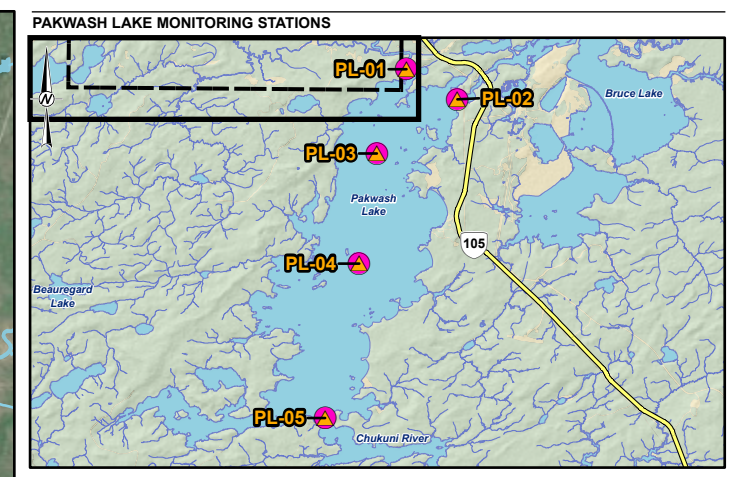 PAKWASH LAKE MONITORING STATIONS
PL-01
N
PL-02
Bruce Lake
PL-03
Pakwash
Lake
105
PL-04
Beauregard
Lake
PL-05
Chukuni River